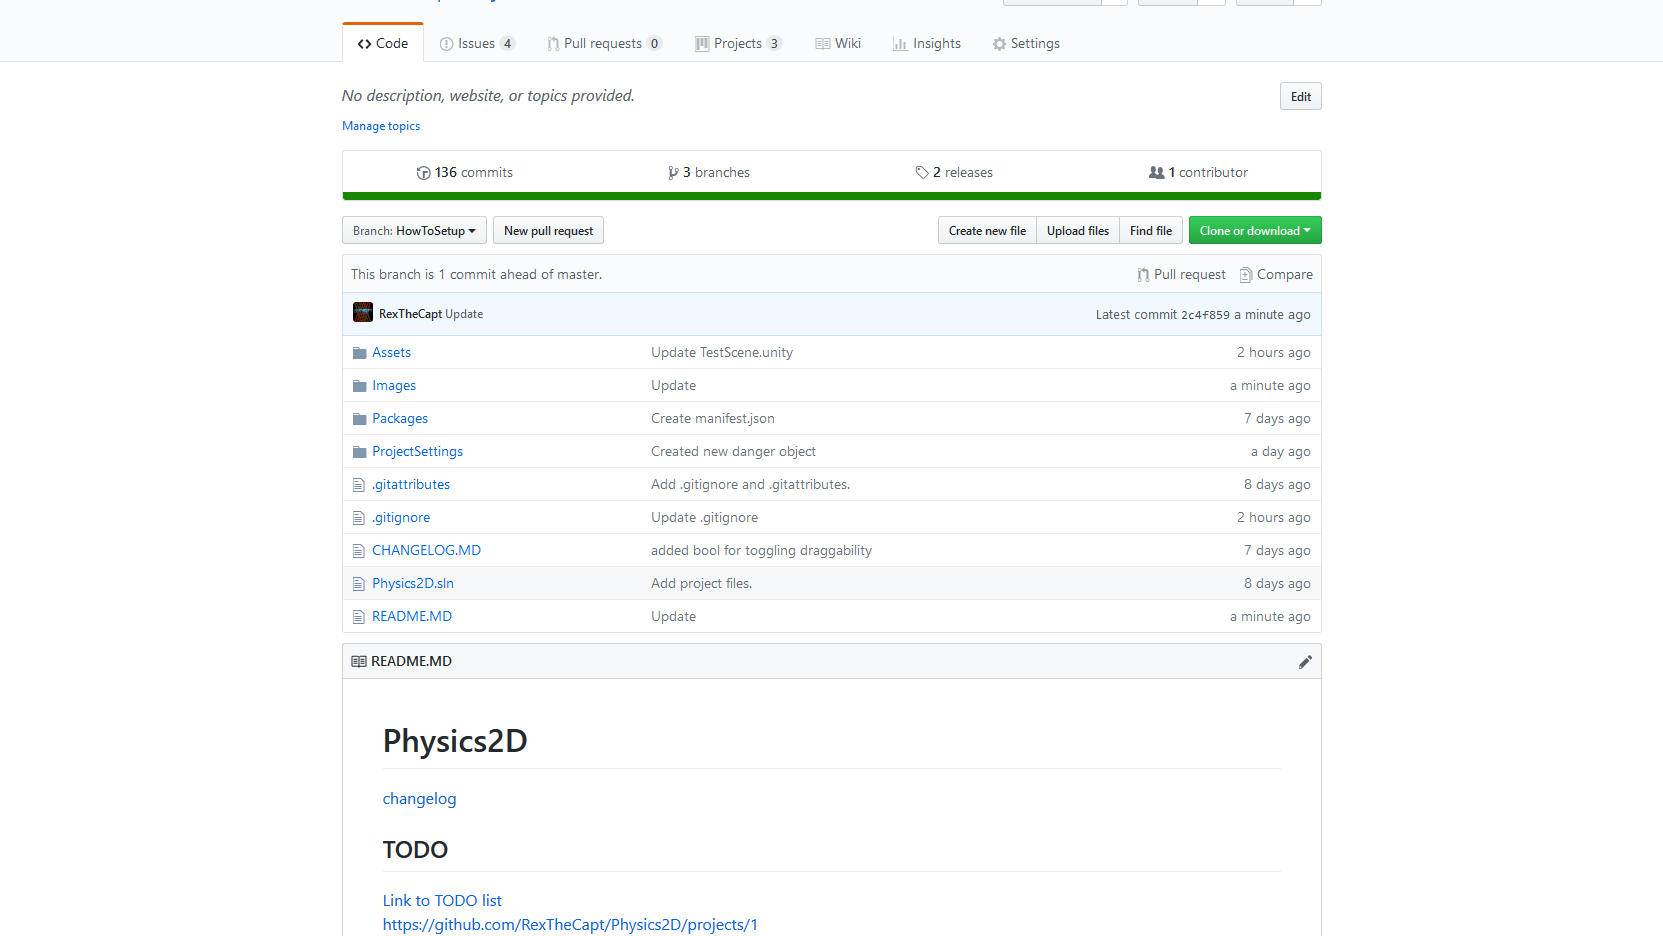 Code Issues 4 Pull requests 0 Projects 3 Wiki Insights Settings
No description, website, or topics provided. Edit
Manage topics
136 commits 3 branches 2 releases 1 contributor
Branch: HowToSetup New pull request Create new file Upload files Find file Clone or download
This branch is 1 commit ahead of master. Pull request Compare
RexTheCapt Update Latest commit 2c4f859 a minute ago
Assets Update TestScene.unity 2 hours ago
Images Update a minute ago
Packages Create manifest.json 7 days ago
ProjectSettings Created new danger object a day ago
.gitattributes Add .gitignore and .gitattributes. 8 days ago
.gitignore Update .gitignore 2 hours ago
CHANGELOG.MD added bool for toggling draggability 7 days ago
Physics2D.sln Add project files. 8 days ago
README.MD Update a minute ago
README.MD
Physics2D
changelog
TODO
Link to TODO list
https://github.com/RexTheCapt/Physics2D/projects/1